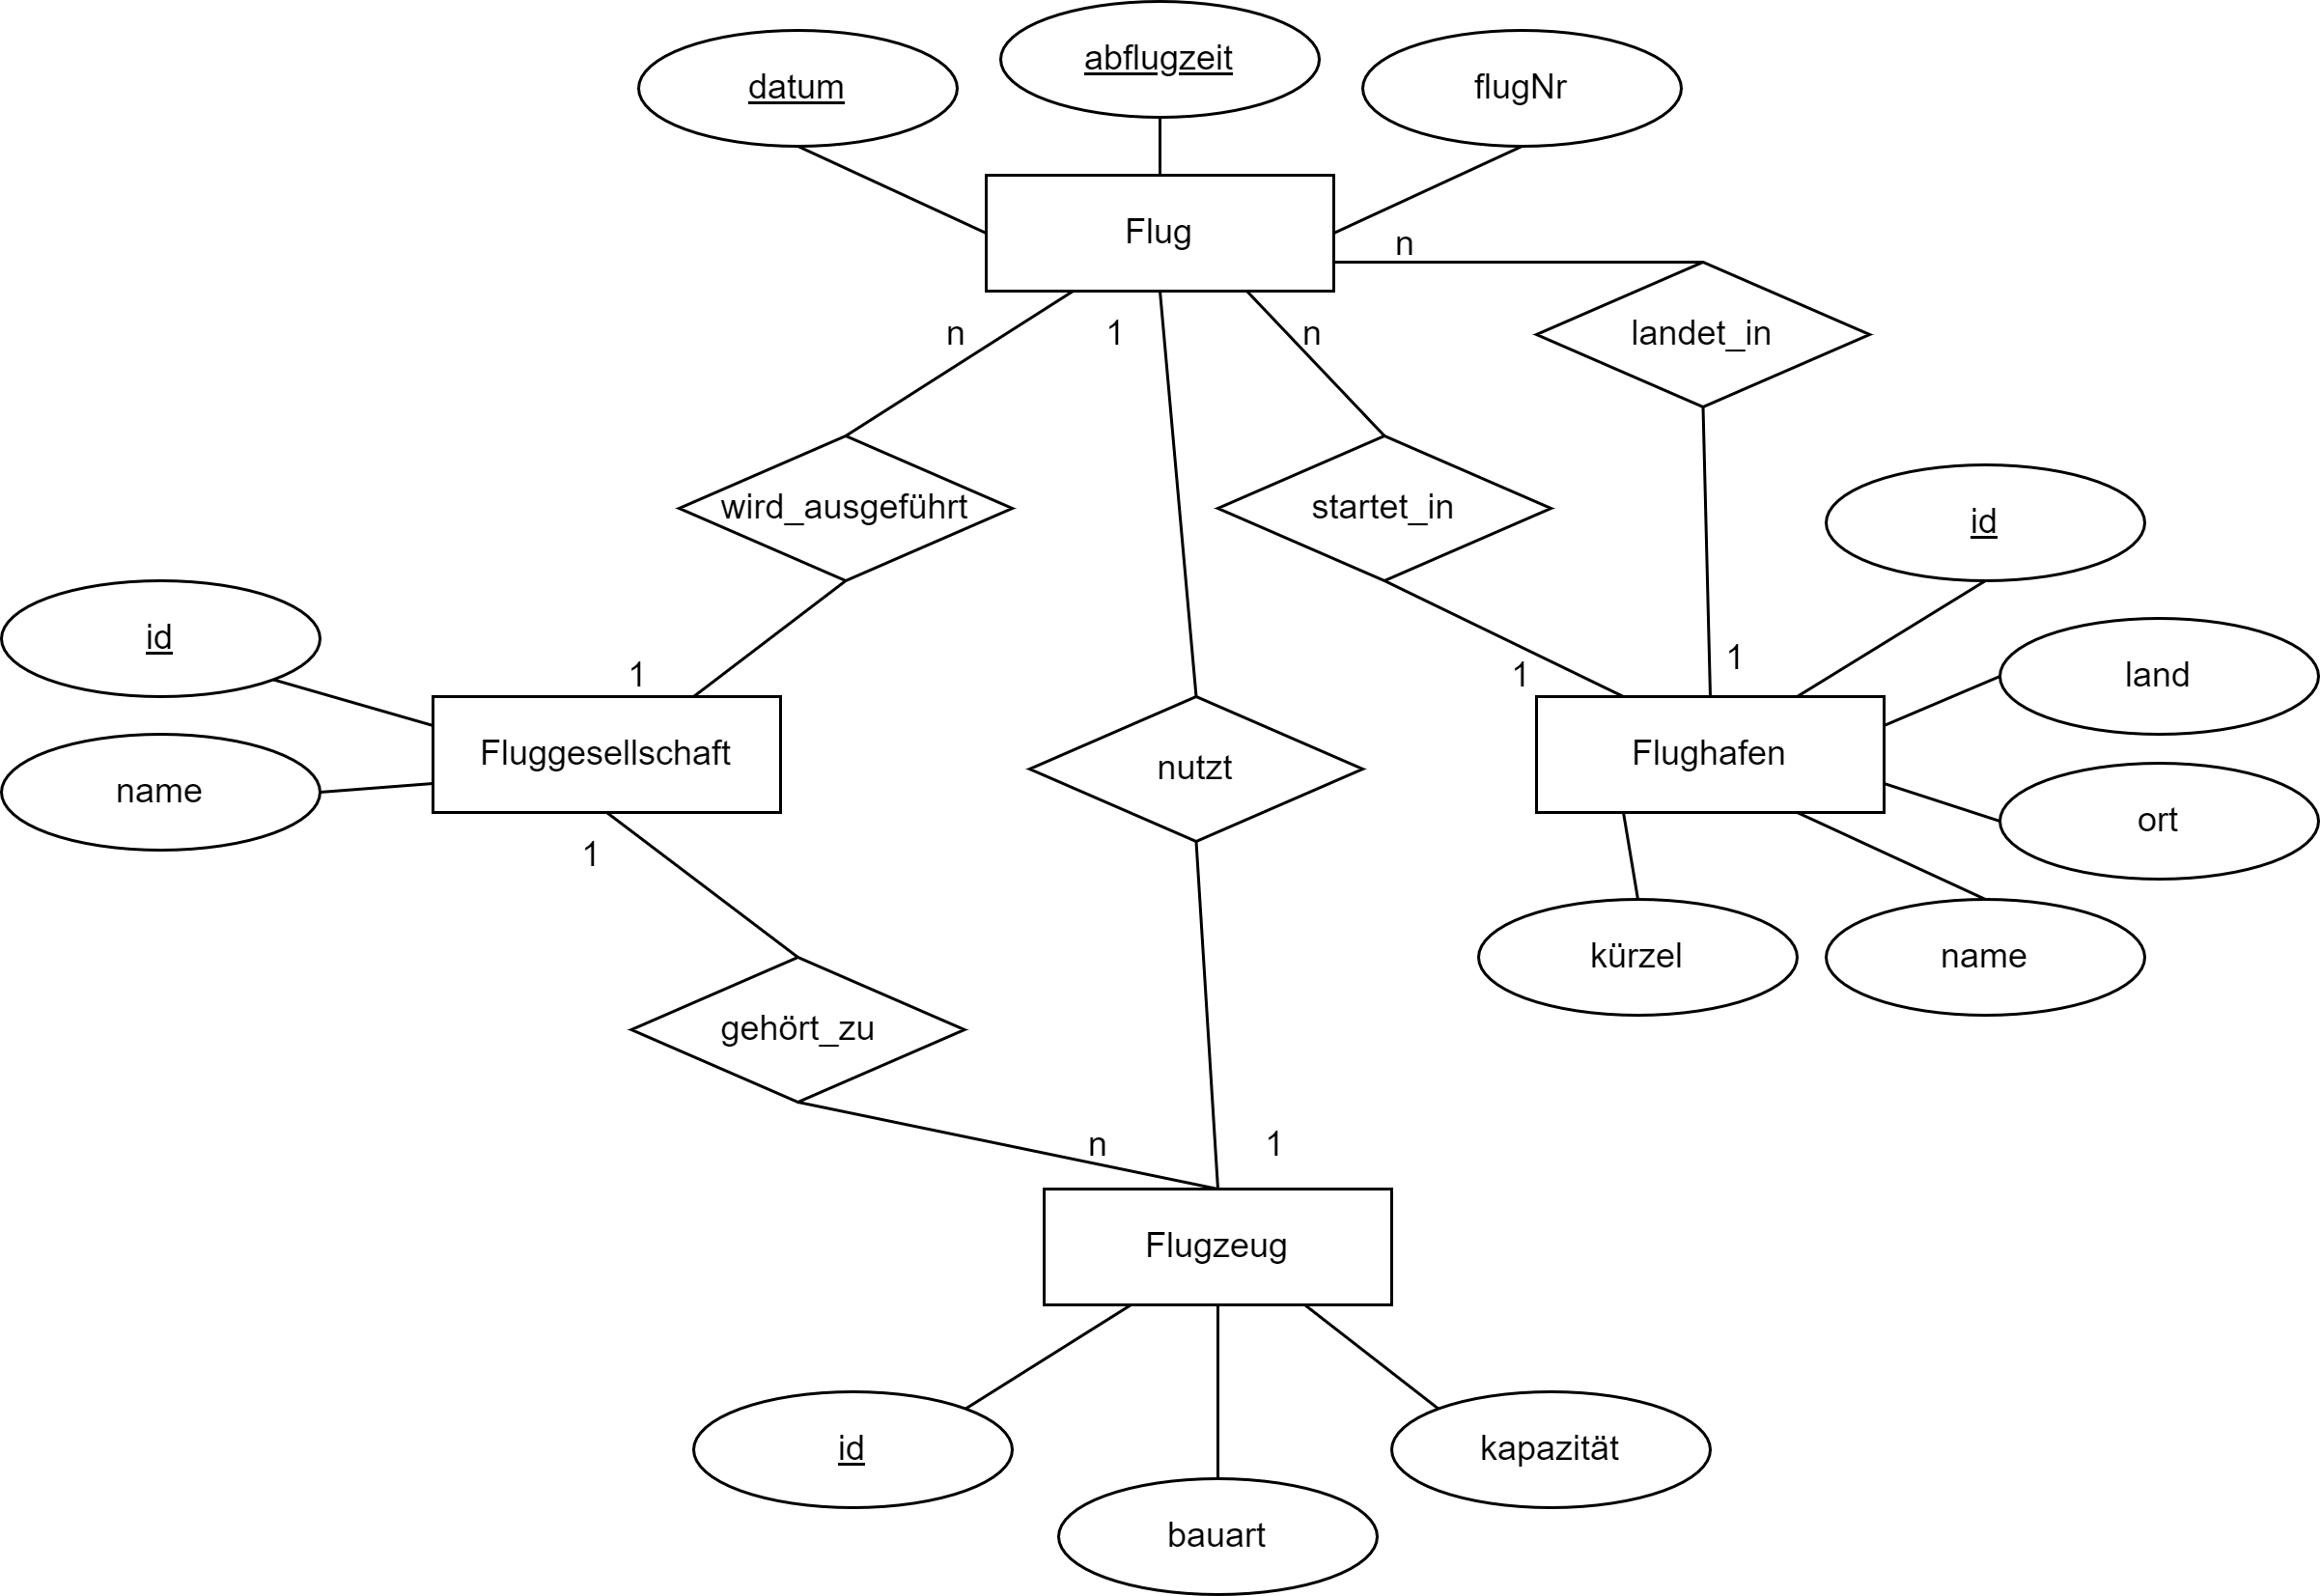 abflugzeit
datum
flugNr
Flug
n
n
1
n
landet_in
wird_ausgeführt
startet_in
id
id
1
1
1
land
Fluggesellschaft
nutzt
Flughafen
name
ort
1
kürzel
name
gehört_zu
n
1
Flugzeug
id
kapazität
bauart